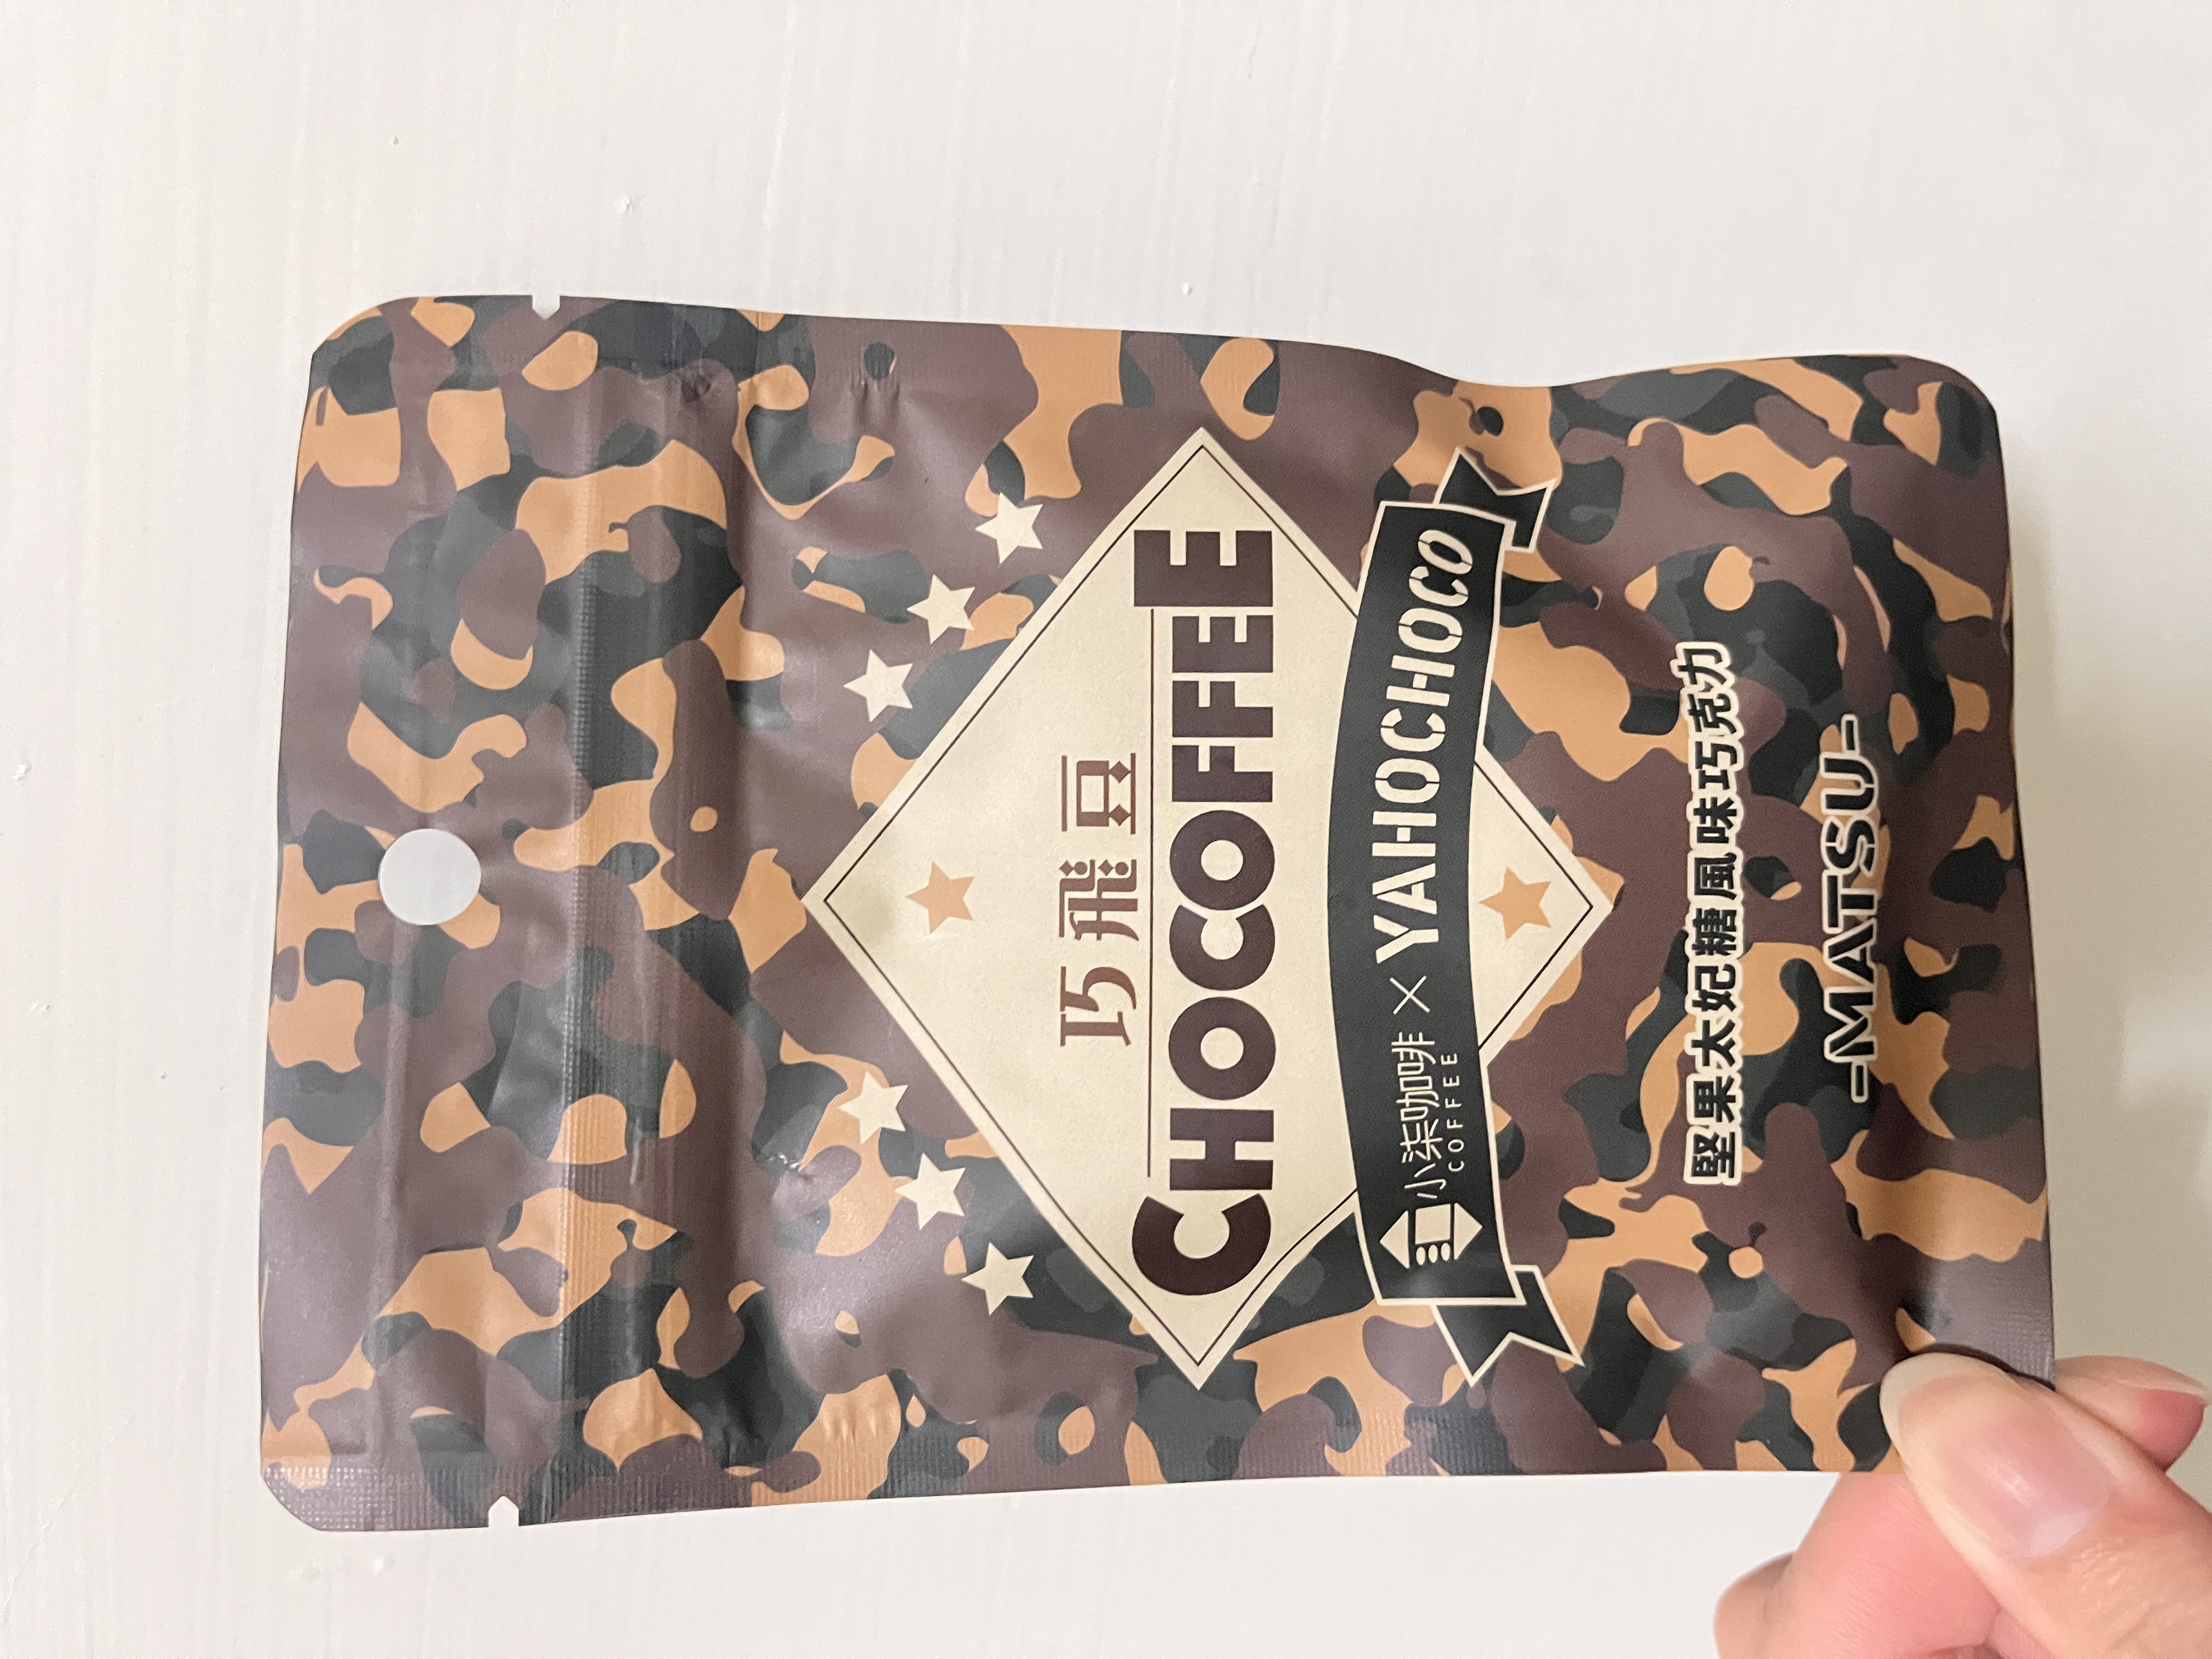 巧飛豆
CHOCOFFEE
小柒咖啡 × YAHOCHOCO
COFFEE
堅果太妃糖風味巧克力
-MATSU-